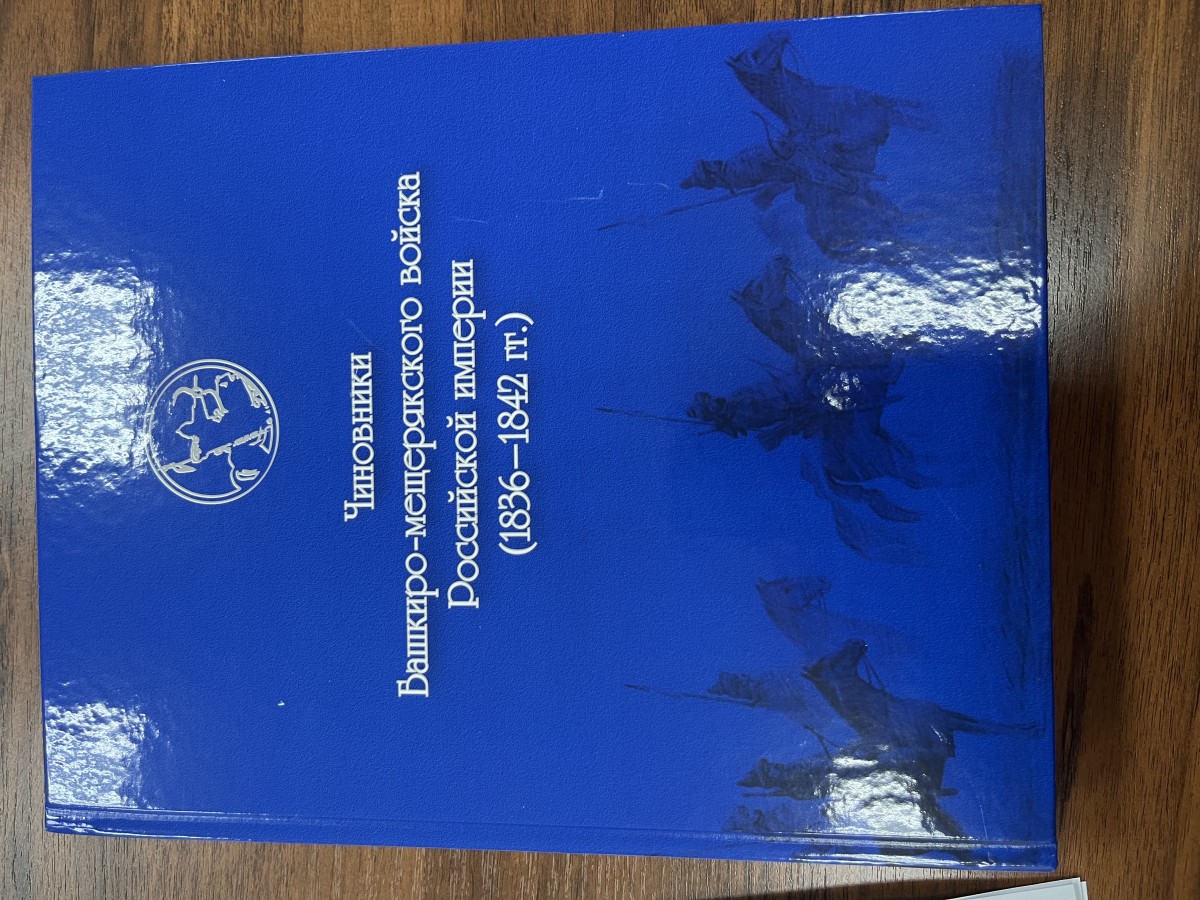 Чиновники
Башкиро-мещерякского войска
Российской империи
(1836–1842 гг.)